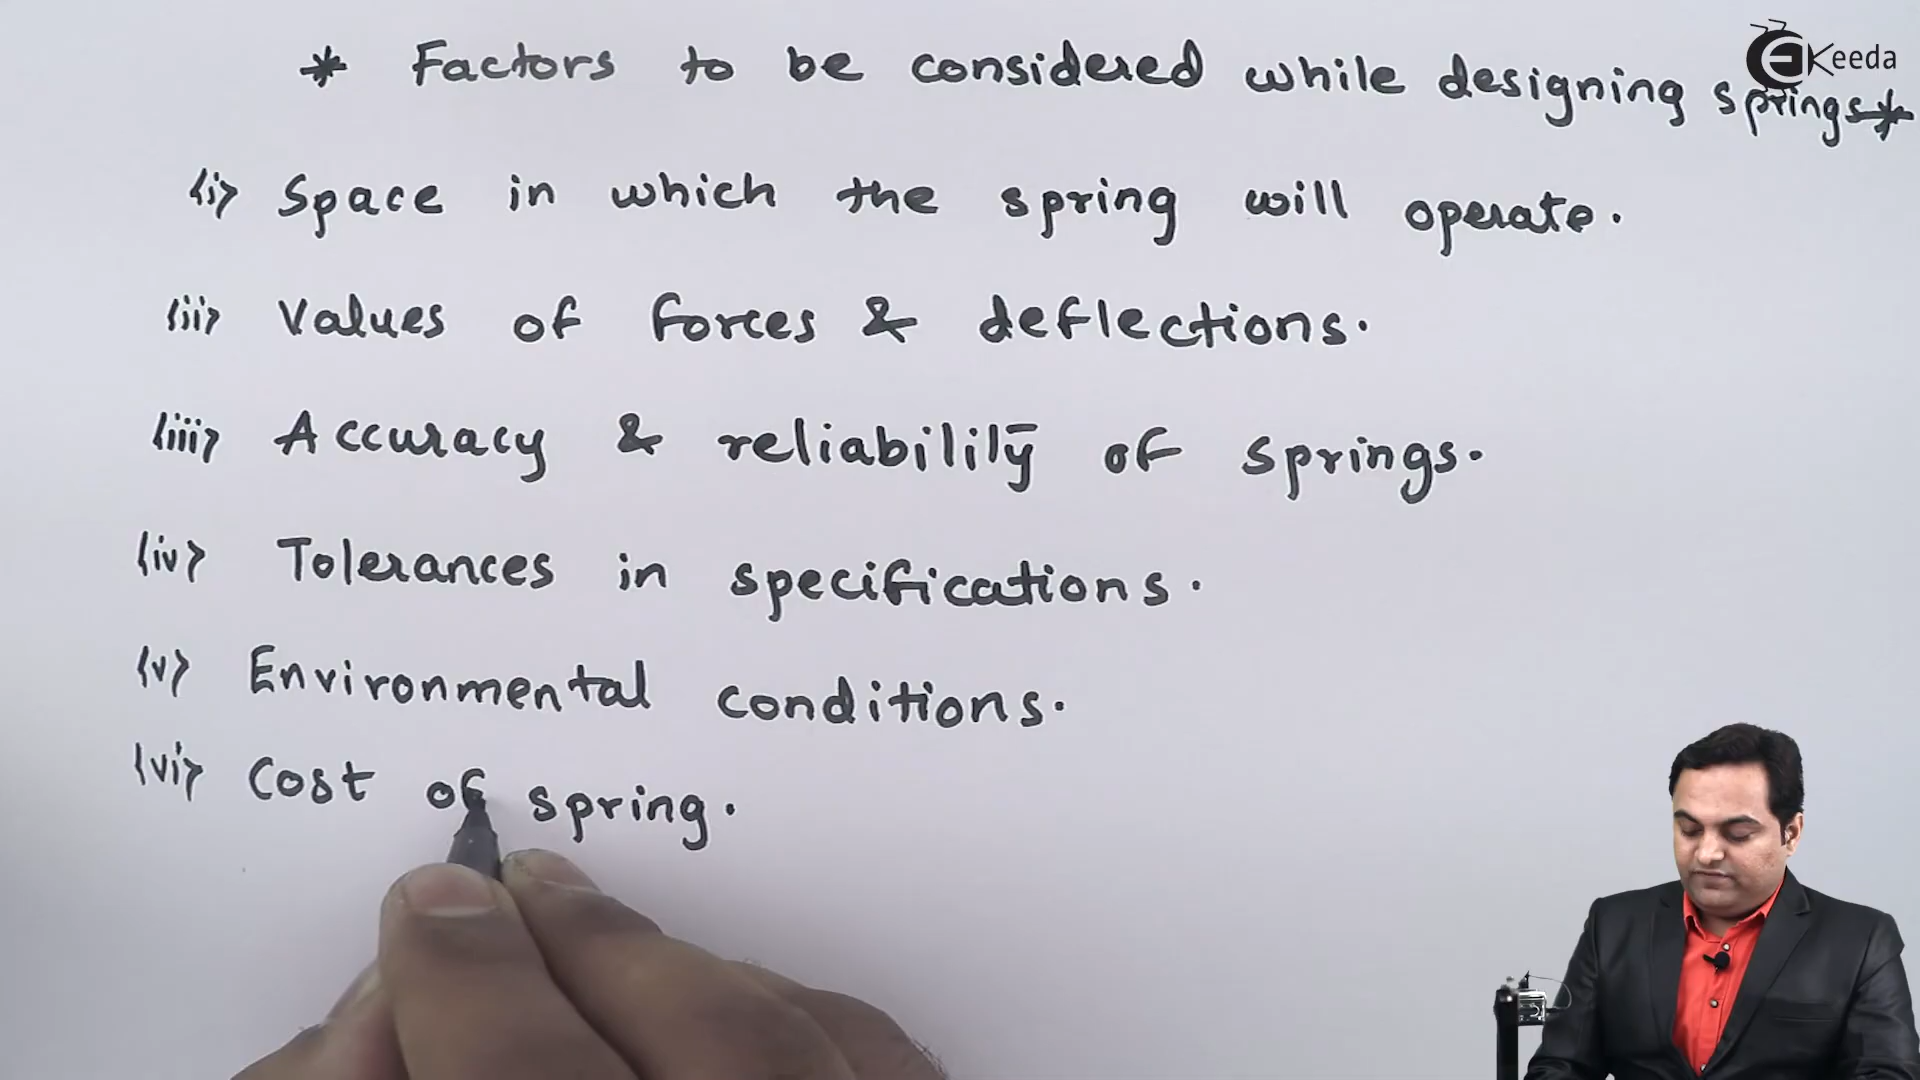 * Factors to be considered while designing springs *
Keeda
(i) Space in which the spring will operate.
(ii) Values of forces & deflections.
(iii) Accuracy & reliability of springs.
(iv) Tolerances in specifications.
(v) Environmental conditions.
(vi) Cost of spring.